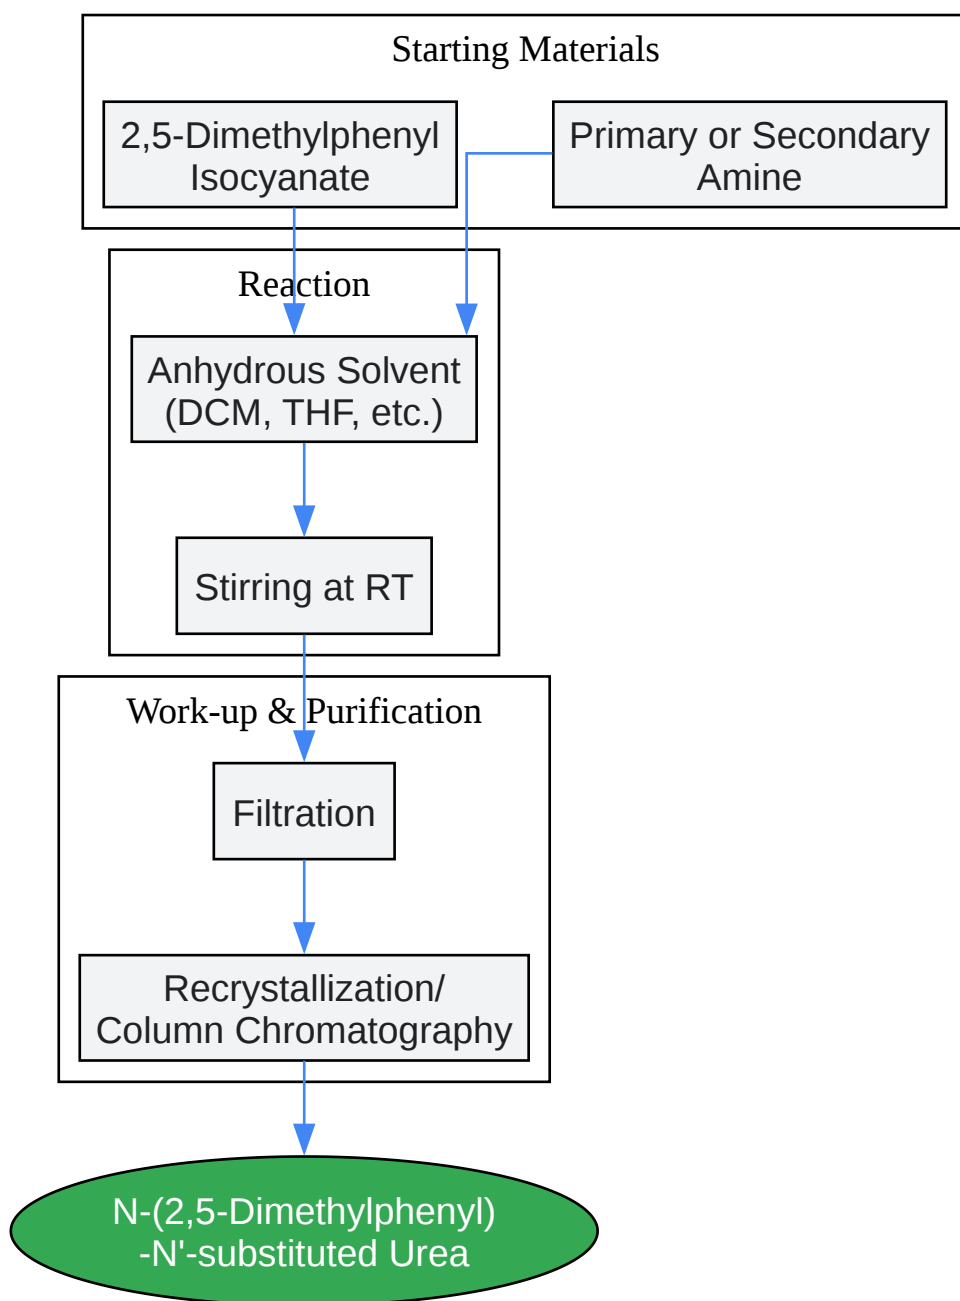 Starting Materials
2,5-Dimethylphenyl
Isocyanate
Primary or Secondary
Amine
Reaction
Anhydrous Solvent
(DCM, THF, etc.)
Stirring at RT
Work-up & Purification
Filtration
Recrystallization/
Column Chromatography
N-(2,5-Dimethylphenyl)
-N'-substituted Urea